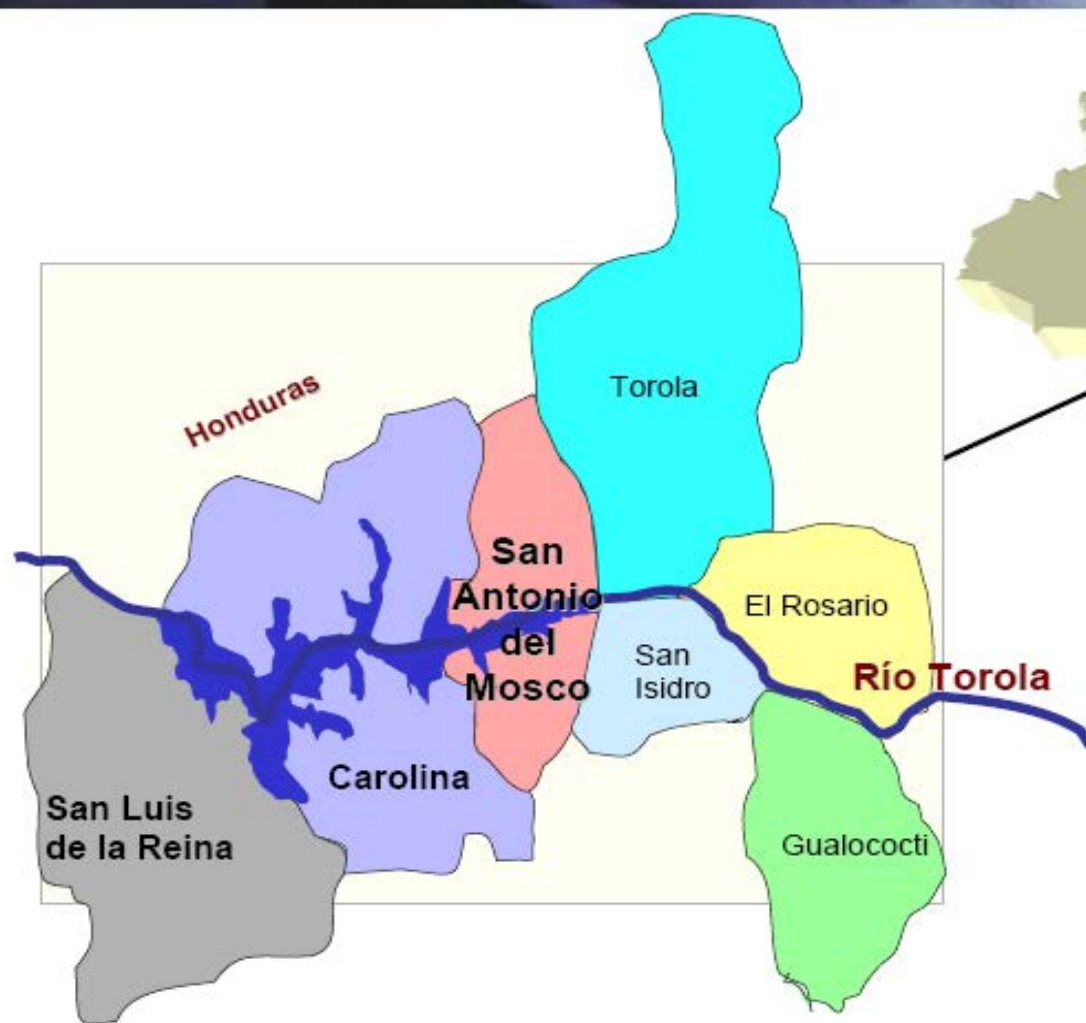 Honduras
Torola
San
Antonio
del
Mosco
El Rosario
San
Isidro
Río Torola
Carolina
San Luis
de la Reina
Gualococti